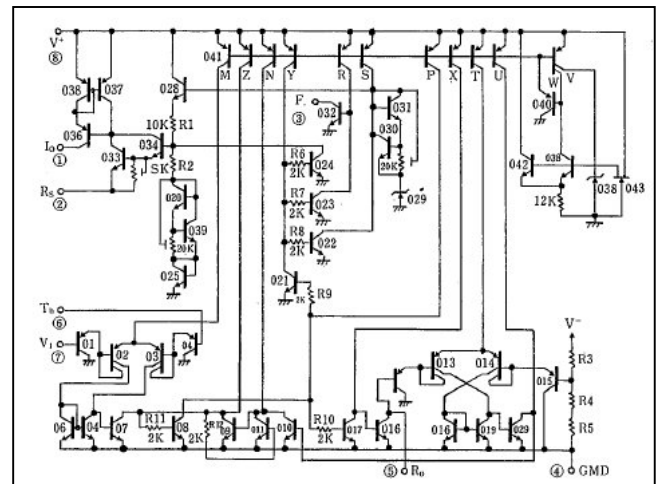 V⁺
⑧
041
M Z N Y R S P X T U W V
038 037
028
031
F.
③
032
040
036
10K R1
030
I₀
①
034
033
SK R2
R6
2K 024
20K
029
042 038
038 043
R_S
②
020
R7
2K 023
12K
039
20K
R8
2K 022
025
021
2K R9
T_h
⑥
V₁
⑦
01 02 03 04
013 014 015
V⁻
R3
R4
R5
06 04 07
R11
2K
08
R12
2K
09 011 010
R10
2K
017 016
016 019 029
⑤ R₀
④ GMD